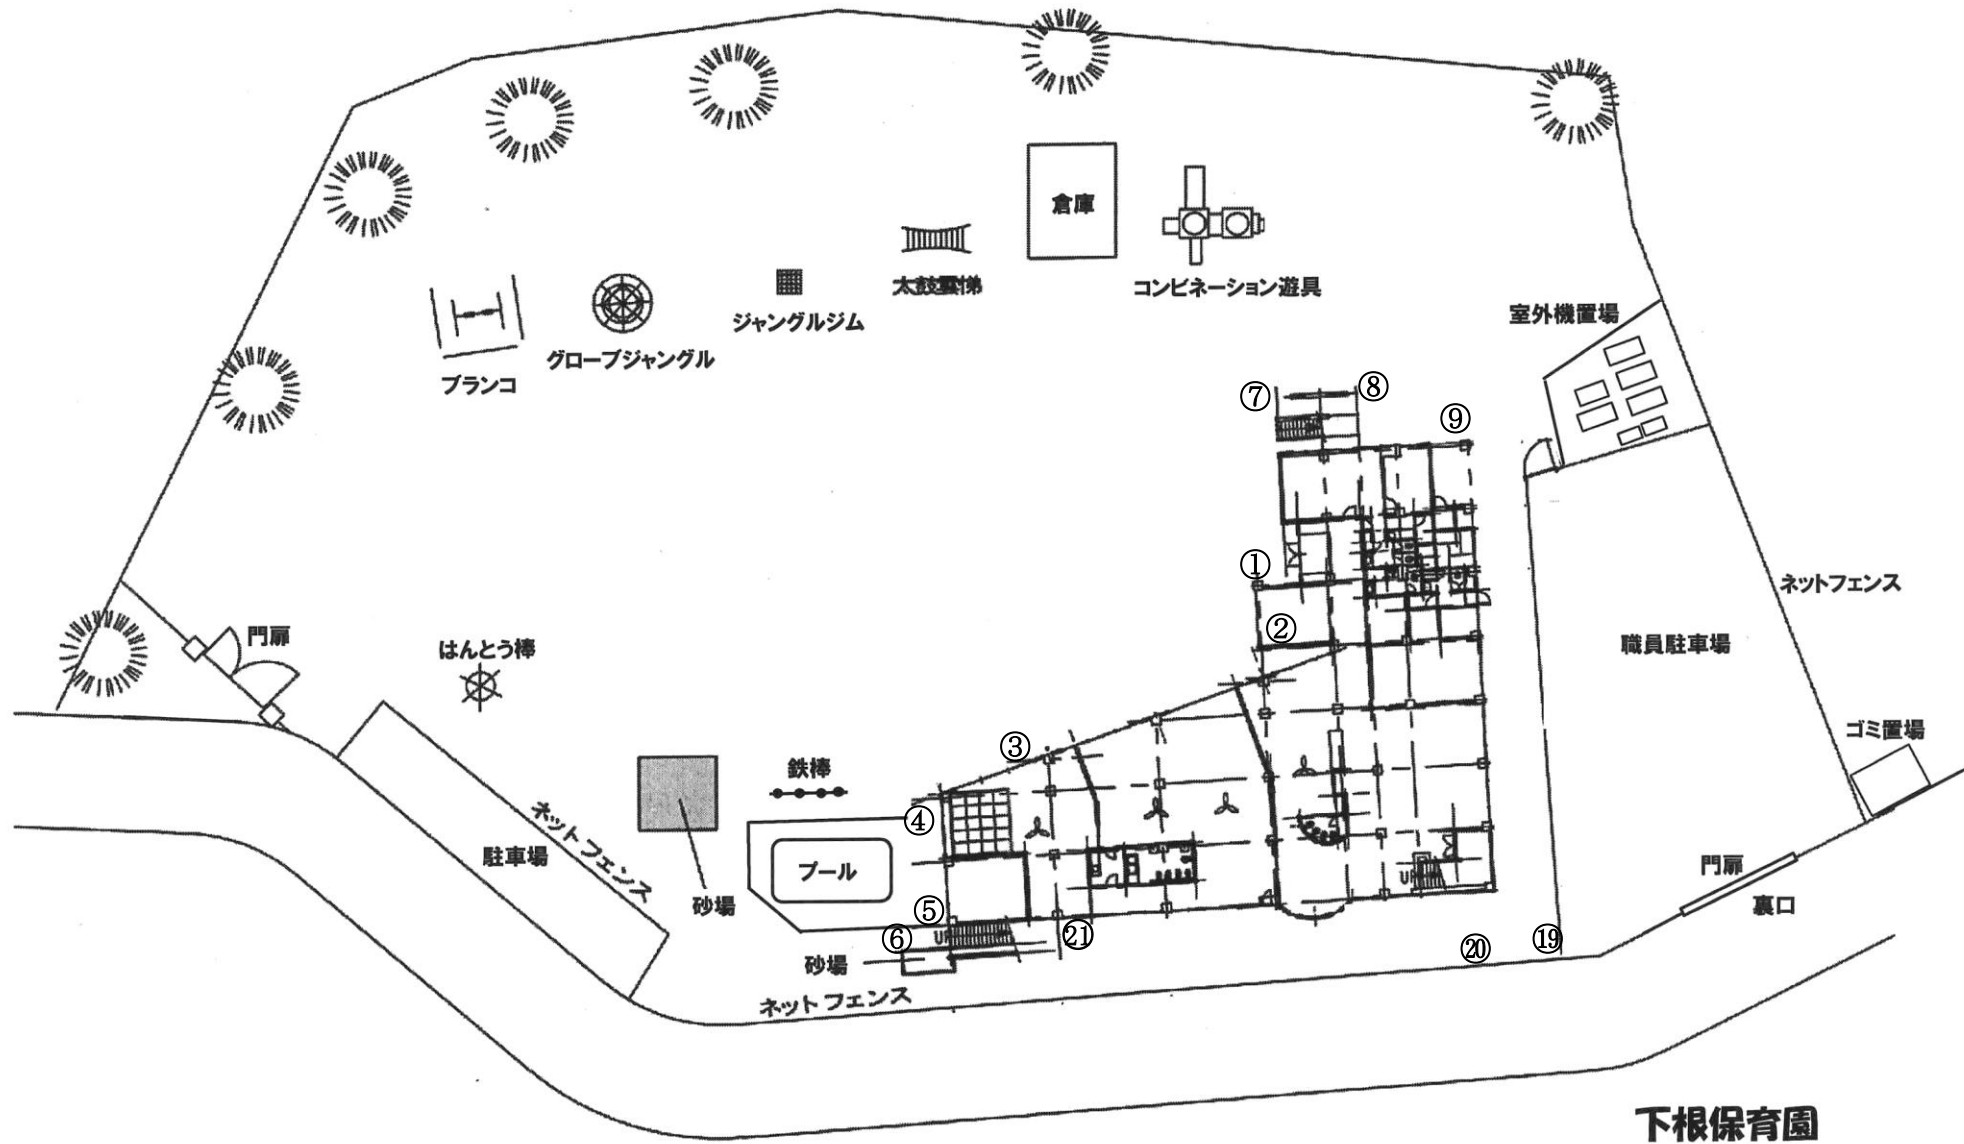 倉庫
コンビネーション遊具
太鼓雲梯
ジャングルジム
グローブジャングル
ブランコ
室外機置場
⑦
⑧
⑨
①
②
ネットフェンス
職員駐車場
門扉
はんとう棒
③
④
鉄棒
ネットフェンス
駐車場
砂場
プール
⑤
⑥
UP
㉑
砂場
ネットフェンス
UP
⑳
⑲
ゴミ置場
門扉
裏口
下根保育園